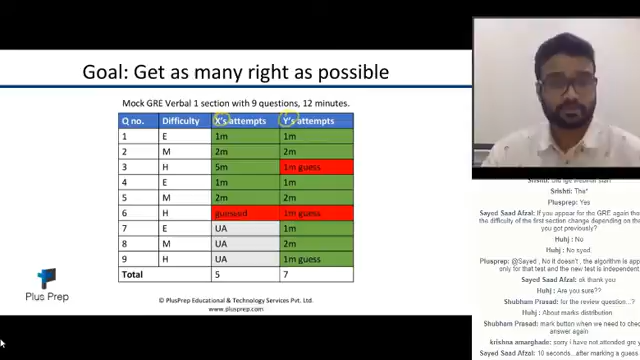 Goal: Get as many right as possible
Mock GRE Verbal 1 section with 9 questions, 12 minutes.
Q no. Difficulty X's attempts Y's attempts
1 E 1m 1m
2 M 2m 2m
3 H 5m 1m guess
4 E 1m 1m
5 M 2m 2m
6 H guessed 1m guess
7 E UA 1m
8 M UA 2m
9 H UA 1m guess
Total 5 7
Plus Prep
© PlusPrep Educational & Technology Services Pvt. Ltd.
www.plusprep.com
Srishti:
Srishti: Tha*
Plusprep: Yes
Sayed Saad Afzal: If you appear for the GRE again tho
the difficulty of the first section change depending on
you got previously?
Huhj: No
Huhj: No syed.
Plusprep: @Sayed, No it doesn't, the algorithm is app
only for that test and the new test is independent
Sayed Saad Afzal: ok thank you
Huhj: Are you sure??
Shubham Prasad: for the review question...?
Huhj: About marks distribution
Shubham Prasad: mark button when we need to chec
answer again
krishna amarghade: sorry i have not attended gre
Sayed Saad Afzal: 10 seconds...after marking a guess